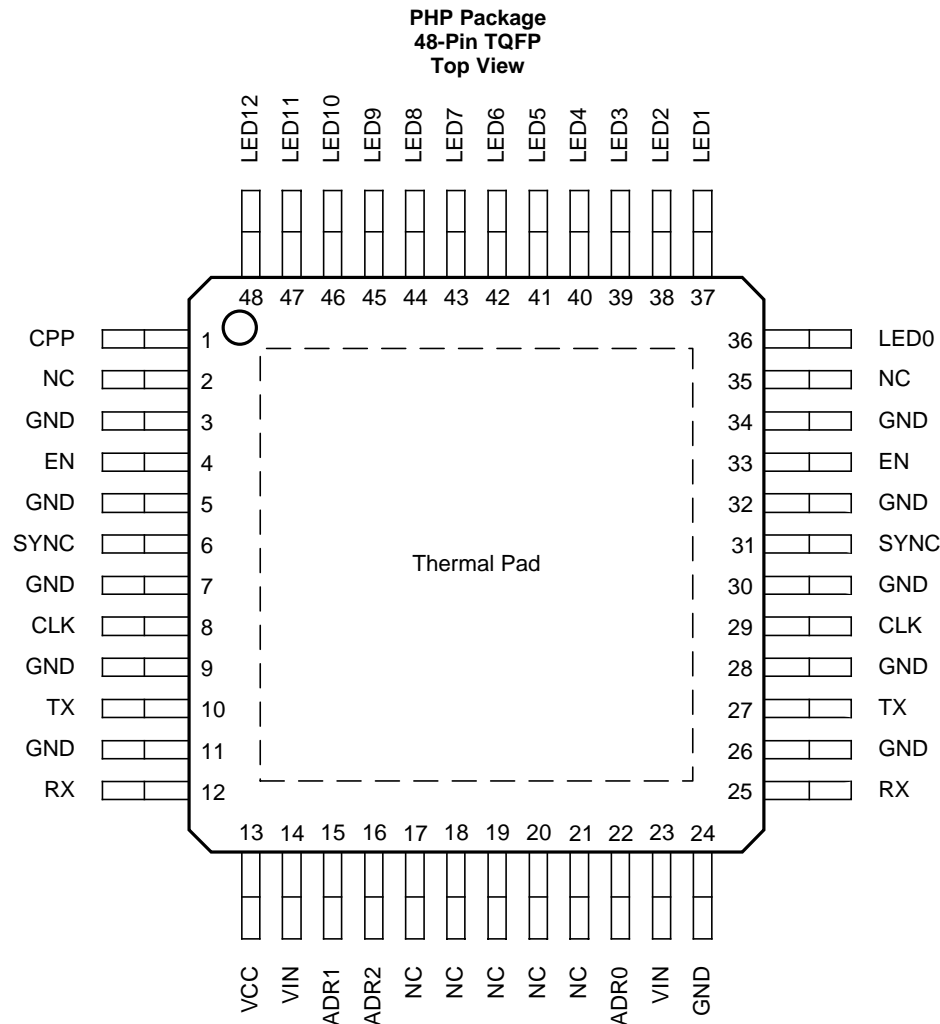 PHP Package
48-Pin TQFP
Top View
LED12
LED11
LED10
LED9
LED8
LED7
LED6
LED5
LED4
LED3
LED2
LED1
48 47 46 45 44 43 42 41 40 39 38 37
CPP 1 36 LED0
NC 2 35 NC
GND 3 34 GND
EN 4 33 EN
GND 5 32 GND
SYNC 6 31 SYNC
Thermal Pad
GND 7 30 GND
CLK 8 29 CLK
GND 9 28 GND
TX 10 27 TX
GND 11 26 GND
RX 12 25 RX
13 14 15 16 17 18 19 20 21 22 23 24
VCC
VIN
ADR1
ADR2
NC
NC
NC
NC
NC
ADR0
VIN
GND